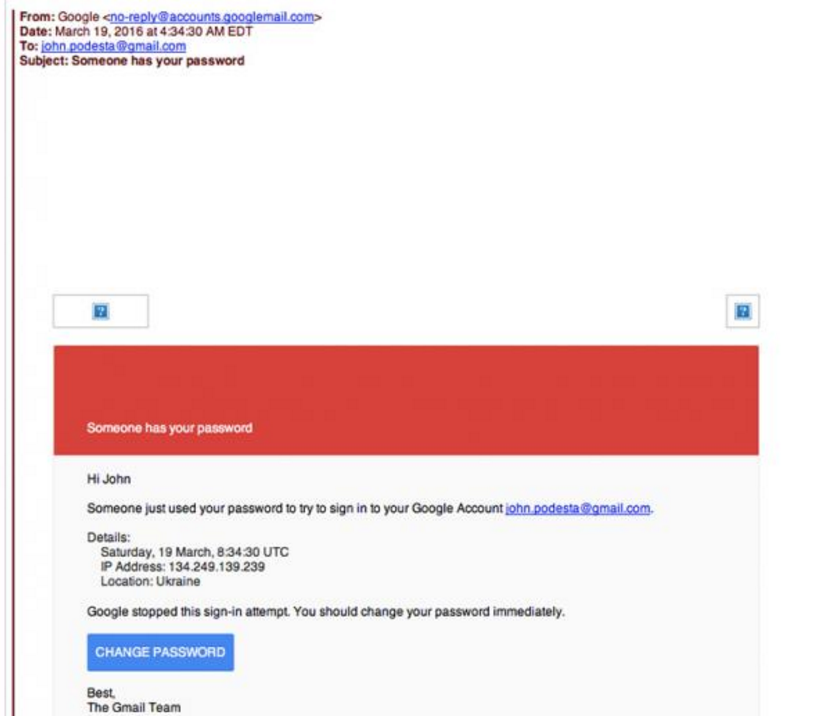 From: Google <no-reply@accounts.googlemail.com>
Date: March 19, 2016 at 4:34:30 AM EDT
To: john.podesta@gmail.com
Subject: Someone has your password
Someone has your password
Hi John
Someone just used your password to try to sign in to your Google Account john.podesta@gmail.com.
Details:
Saturday, 19 March, 8:34:30 UTC
IP Address: 134.249.139.239
Location: Ukraine
Google stopped this sign-in attempt. You should change your password immediately.
CHANGE PASSWORD
Best,
The Gmail Team